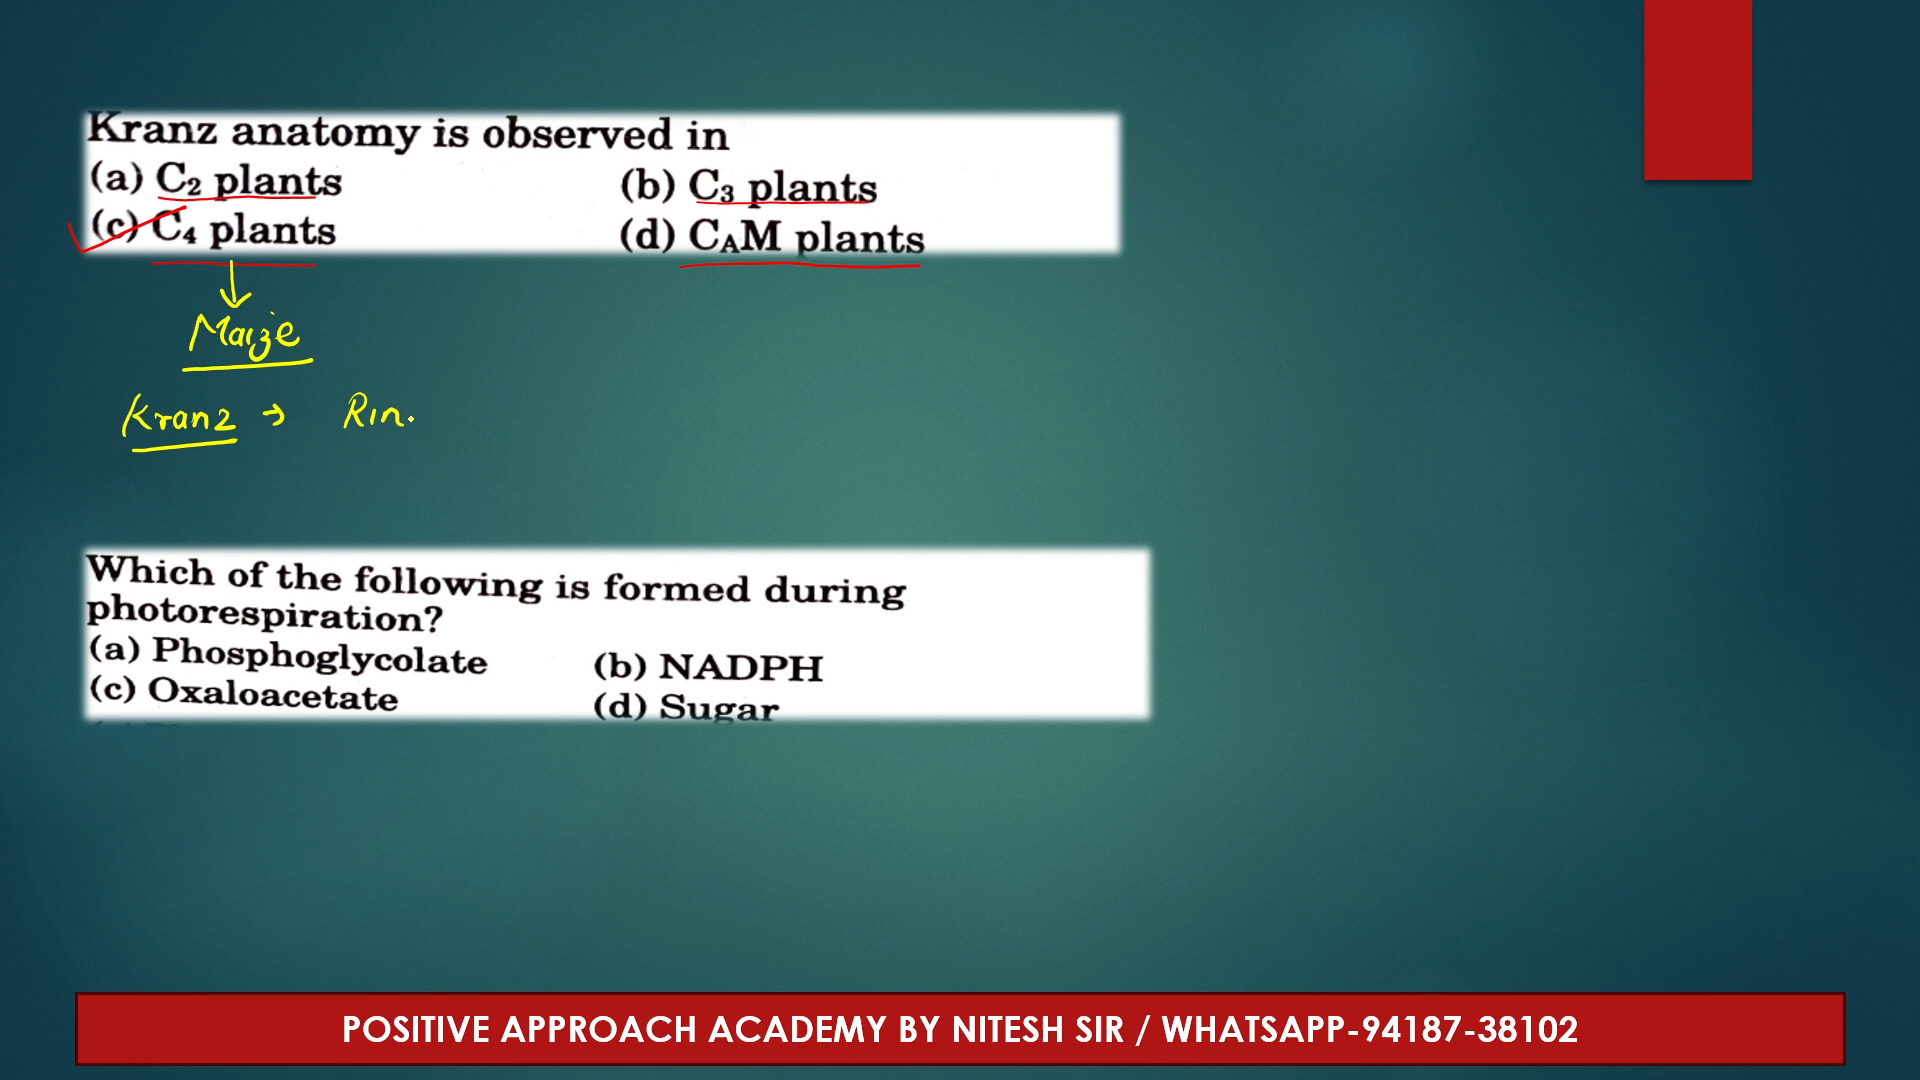 Kranz anatomy is observed in
(a) C₂ plants (b) C₃ plants
(c) C₄ plants (d) CAM plants
Maize
Kranz → Rin.
Which of the following is formed during
photorespiration?
(a) Phosphoglycolate (b) NADPH
(c) Oxaloacetate (d) Sugar
POSITIVE APPROACH ACADEMY BY NITESH SIR / WHATSAPP-94187-38102